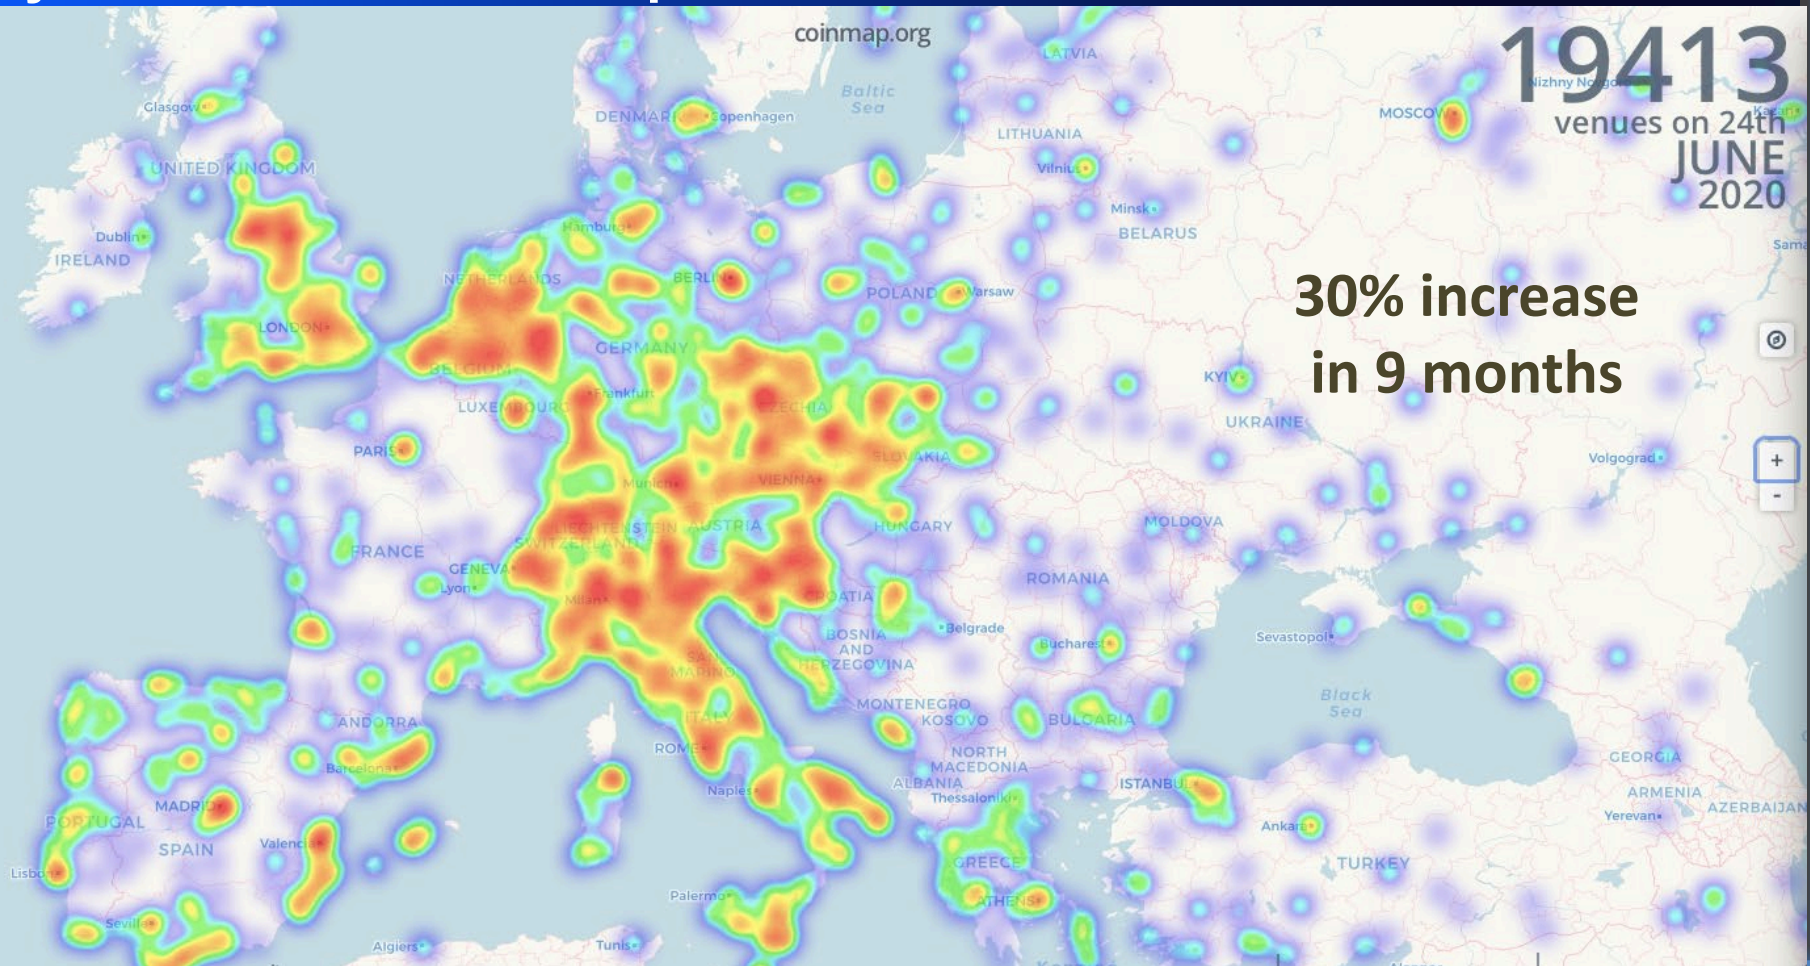 coinmap.org
19413
venues on 24th
JUNE
2020
30% increase
in 9 months
LATVIA
Baltic
Sea
Nizhny Novgorod
Glasgow
DENMARK
Copenhagen
MOSCOW
Kazan
LITHUANIA
UNITED KINGDOM
Vilnius
Minsk
BELARUS
Dublin
Hamburg
IRELAND
Sama
NETHERLANDS
BERLIN
POLAND
Warsaw
LONDON
GERMANY
BELGIUM
KYIV
Frankfurt
LUXEMBOURG
CZECHIA
UKRAINE
PARIS
SLOVAKIA
Volgograd
+
Munich
VIENNA
-
LIECHTENSTEIN
AUSTRIA
HUNGARY
MOLDOVA
SWITZERLAND
FRANCE
GENEVA
ROMANIA
Lyon
Milan
CROATIA
Belgrade
BOSNIA
AND
HERZEGOVINA
Bucharest
Sevastopol
SAN
MARINO
Black
Sea
MONTENEGRO
KOSOVO
BULGARIA
ANDORRA
ITALY
ROME
NORTH
MACEDONIA
GEORGIA
Barcelona
ALBANIA
ISTANBUL
Naples
Thessaloniki
ARMENIA
AZERBAIJAN
MADRID
Yerevan
PORTUGAL
Ankara
Valencia
SPAIN
GREECE
TURKEY
Lisbon
Palermo
ATHENS
Sevilla
Algiers
Tunis